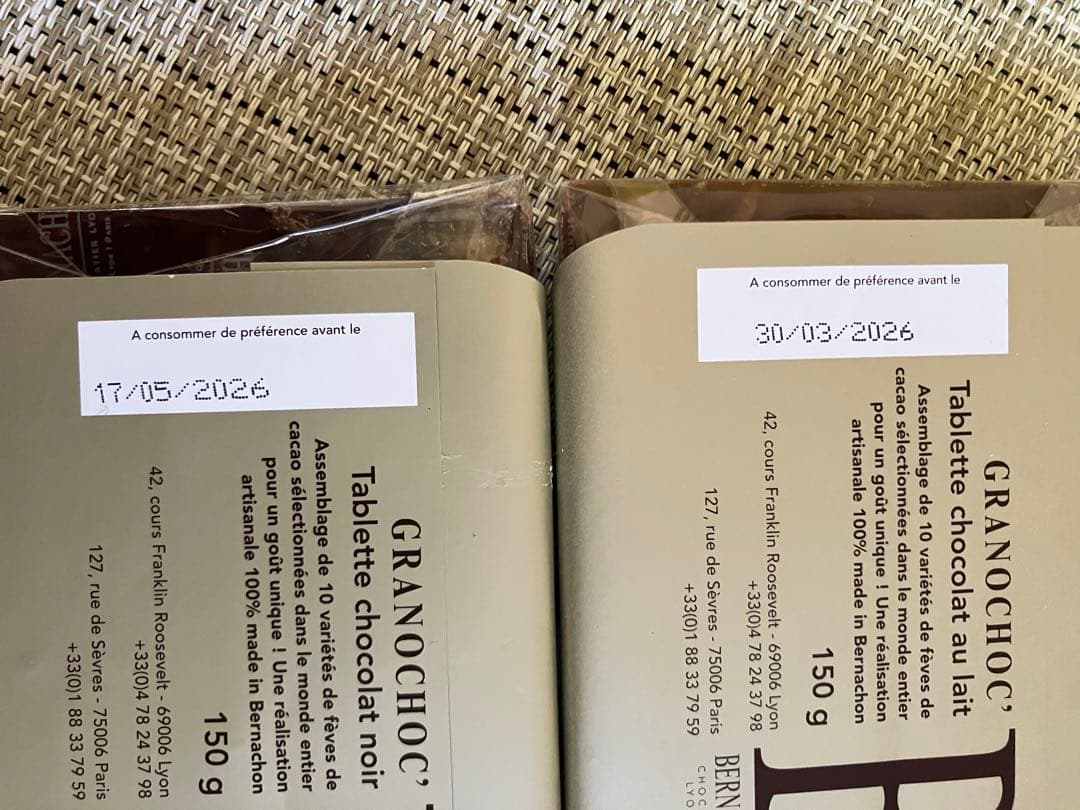 A consommer de préférence avant le
17/05/2026
GRANOCHOC'
Tablette chocolat noir
Assemblage de 10 variétés de fèves de
cacao sélectionnées dans le monde entier
pour un goût unique ! Une réalisation
artisanale 100% made in Bernachon
150 g
42, cours Franklin Roosevelt - 69006 Lyon
+33(0)4 78 24 37 98
127, rue de Sèvres - 75006 Paris
+33(0)1 88 33 79 59
A consommer de préférence avant le
30/03/2026
GRANOCHOC'
Tablette chocolat au lait
Assemblage de 10 variétés de fèves de
cacao sélectionnées dans le monde entier
pour un goût unique ! Une réalisation
artisanale 100% made in Bernachon
150 g
42, cours Franklin Roosevelt - 69006 Lyon
+33(0)4 78 24 37 98
127, rue de Sèvres - 75006 Paris
+33(0)1 88 33 79 59
BERN
CHOC
LYO